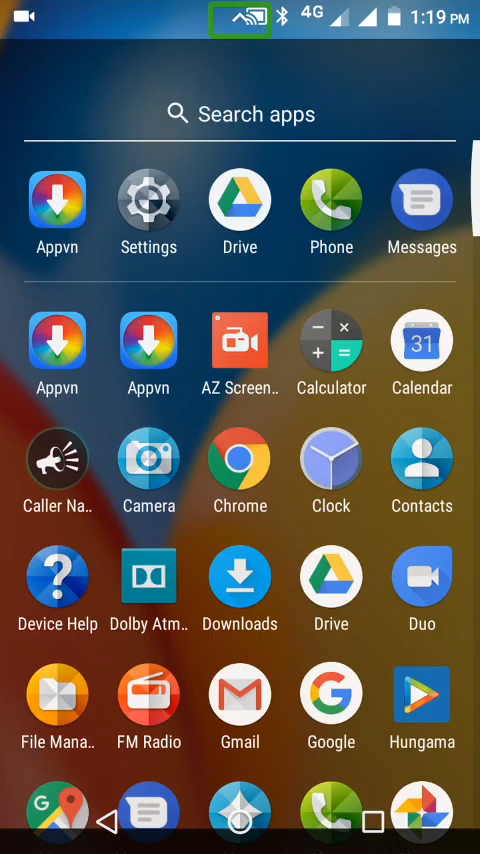 4G 1:19 PM
Search apps
Appvn Settings Drive Phone Messages
31
Appvn Appvn AZ Screen.. Calculator Calendar
Caller Na.. Camera Chrome Clock Contacts
?
Device Help Dolby Atm.. Downloads Drive Duo
G
File Mana.. FM Radio Gmail Google Hungama
G